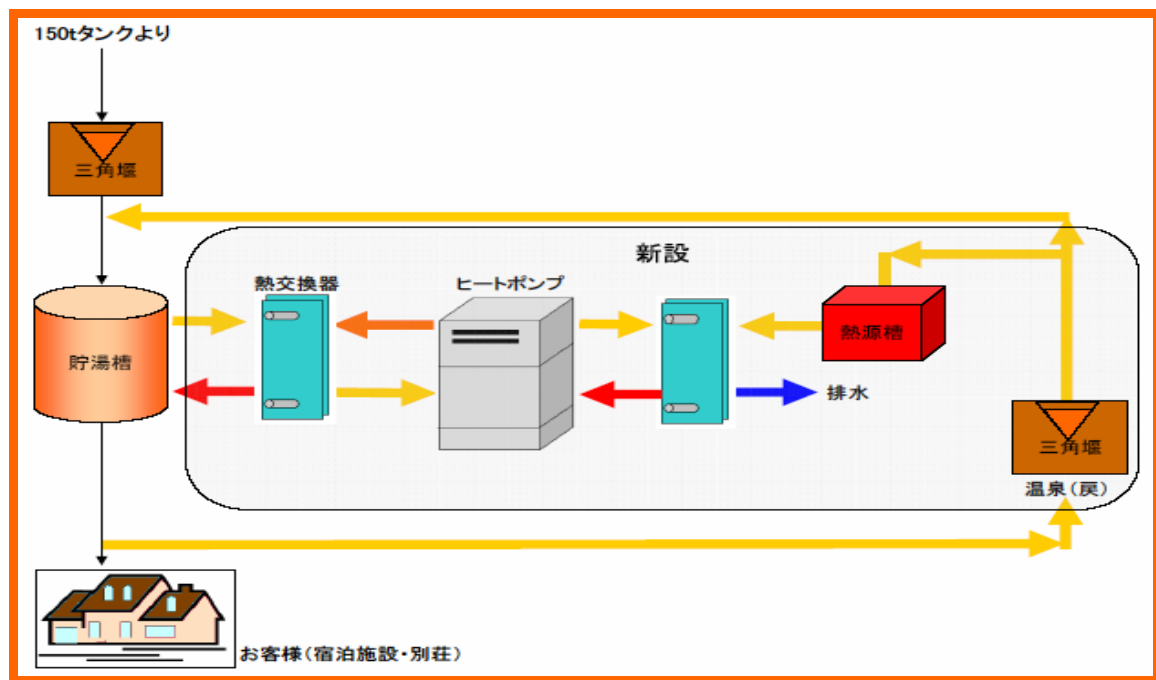 150tタンクより
三角堰
新設
熱交換器
ヒートポンプ
貯湯槽
熱源槽
排水
三角堰
温泉(戻)
お客様(宿泊施設・別荘)